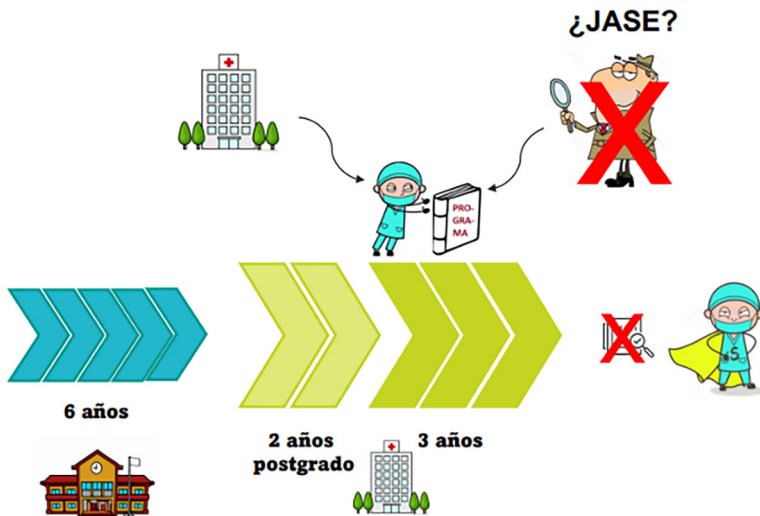 ¿JASE?
PRO-
GRA-
MA
S
6 años
2 años
postgrado
3 años